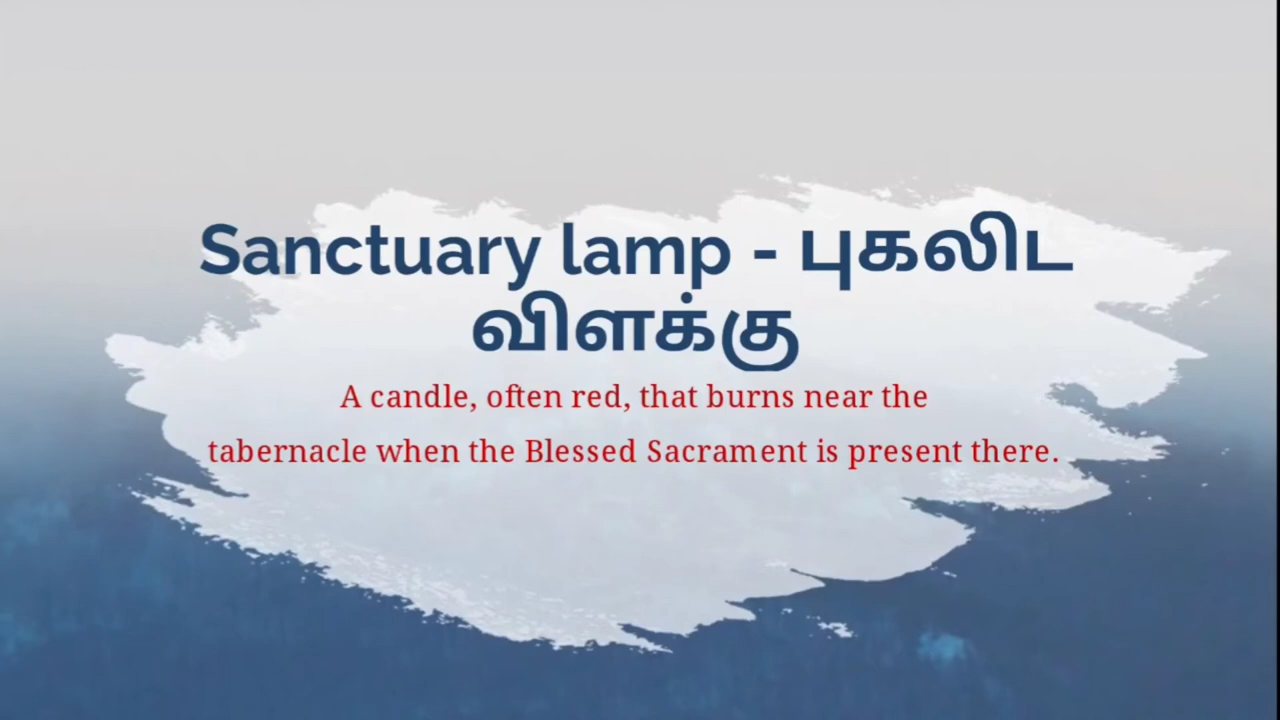 Sanctuary lamp - புகலிட
விளக்கு
A candle, often red, that burns near the
tabernacle when the Blessed Sacrament is present there.